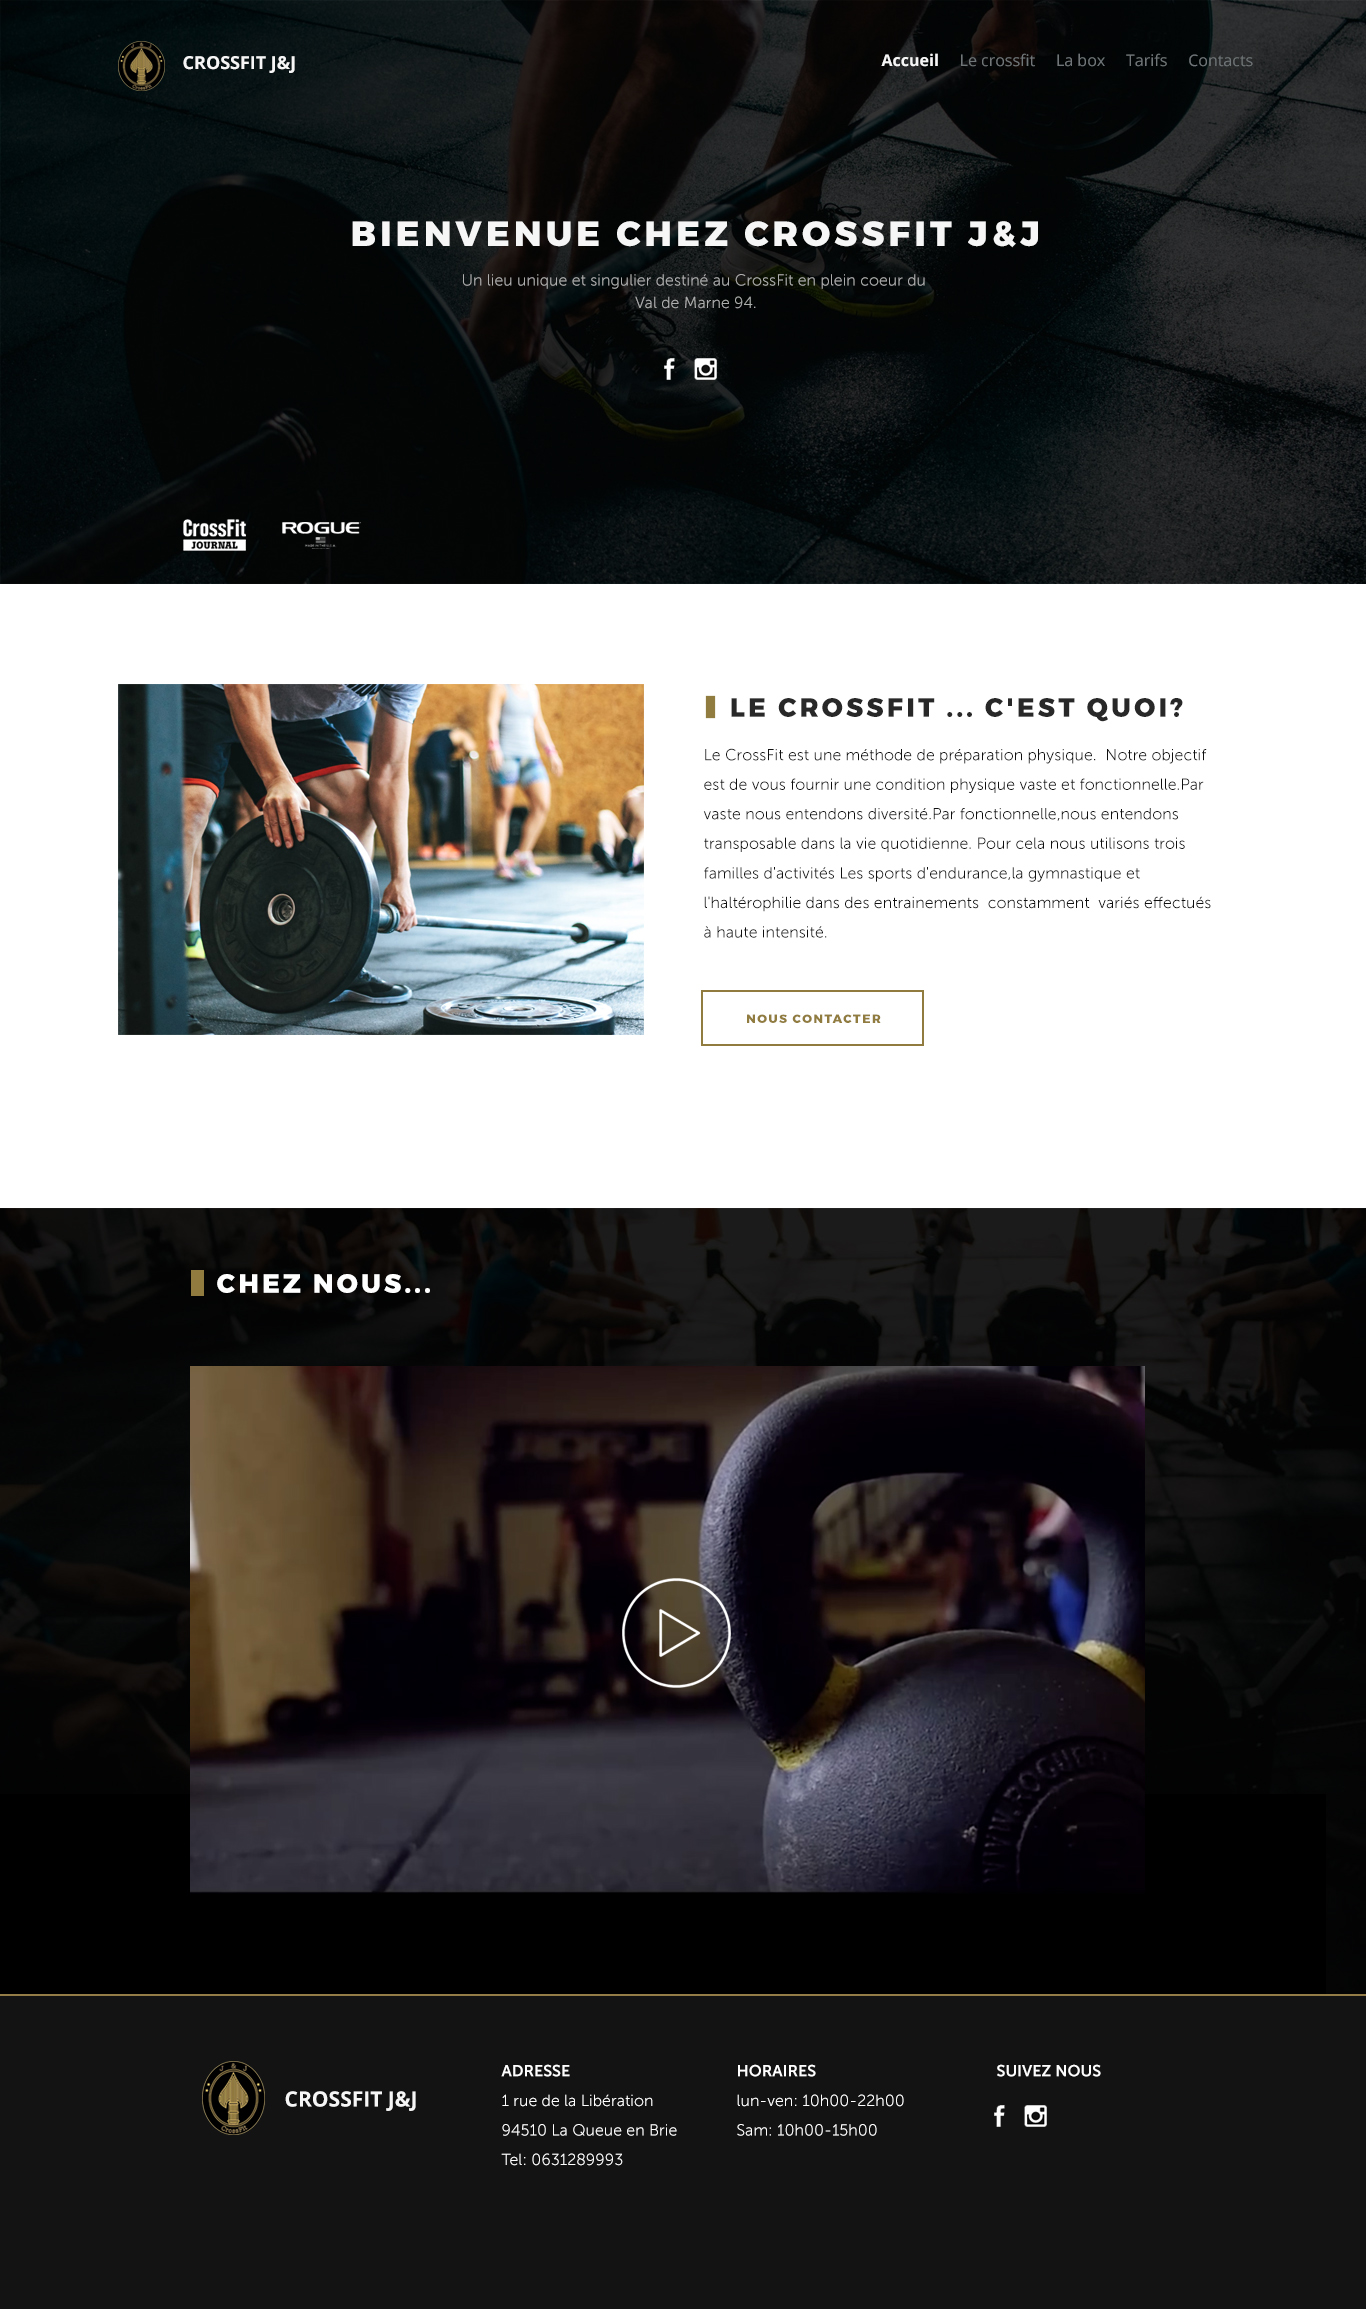 J & J
CrossFit
CROSSFIT J&J
Accueil Le crossfit La box Tarifs Contacts
BIENVENUE CHEZ CROSSFIT J&J
Un lieu unique et singulier destiné au CrossFit en plein coeur du
Val de Marne 94.
CrossFit
JOURNAL
ROGUE
LE CROSSFIT ... C'EST QUOI?
Le CrossFit est une méthode de préparation physique.  Notre objectif
est de vous fournir une condition physique vaste et fonctionnelle.Par
vaste nous entendons diversité.Par fonctionnelle,nous entendons
transposable dans la vie quotidienne. Pour cela nous utilisons trois
familles d'activités Les sports d'endurance,la gymnastique et
l'haltérophilie dans des entrainements  constamment  variés effectués
à haute intensité.
NOUS CONTACTER
CHEZ NOUS...
ROGUE
WWW.ROGUEF
J & J
CrossFit
CROSSFIT J&J
ADRESSE
1 rue de la Libération
94510 La Queue en Brie
Tel: 0631289993
HORAIRES
lun-ven: 10h00-22h00
Sam: 10h00-15h00
SUIVEZ NOUS